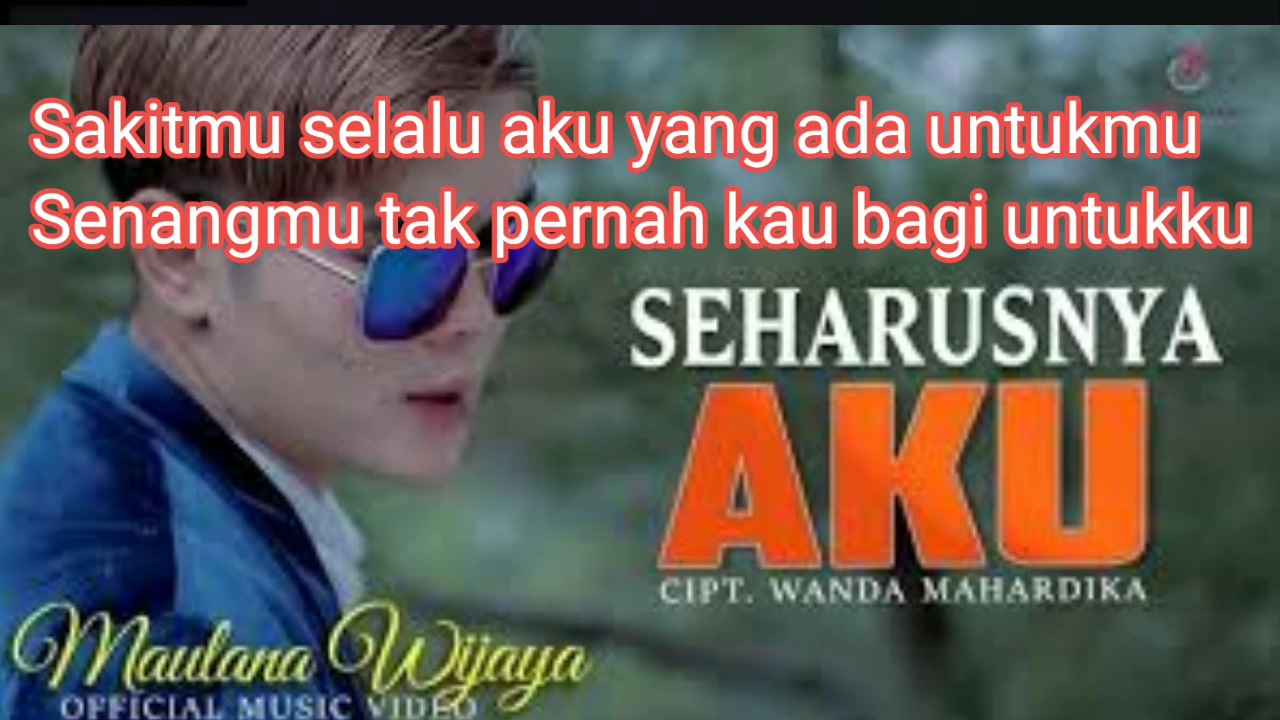 Sakitmu selalu aku yang ada untukmu
Senangmu tak pernah kau bagi untukku
SEHARUSNYA
AKU
CIPT. WANDA MAHARDIKA
Maulana Wijaya
OFFICIAL MUSIC VIDEO